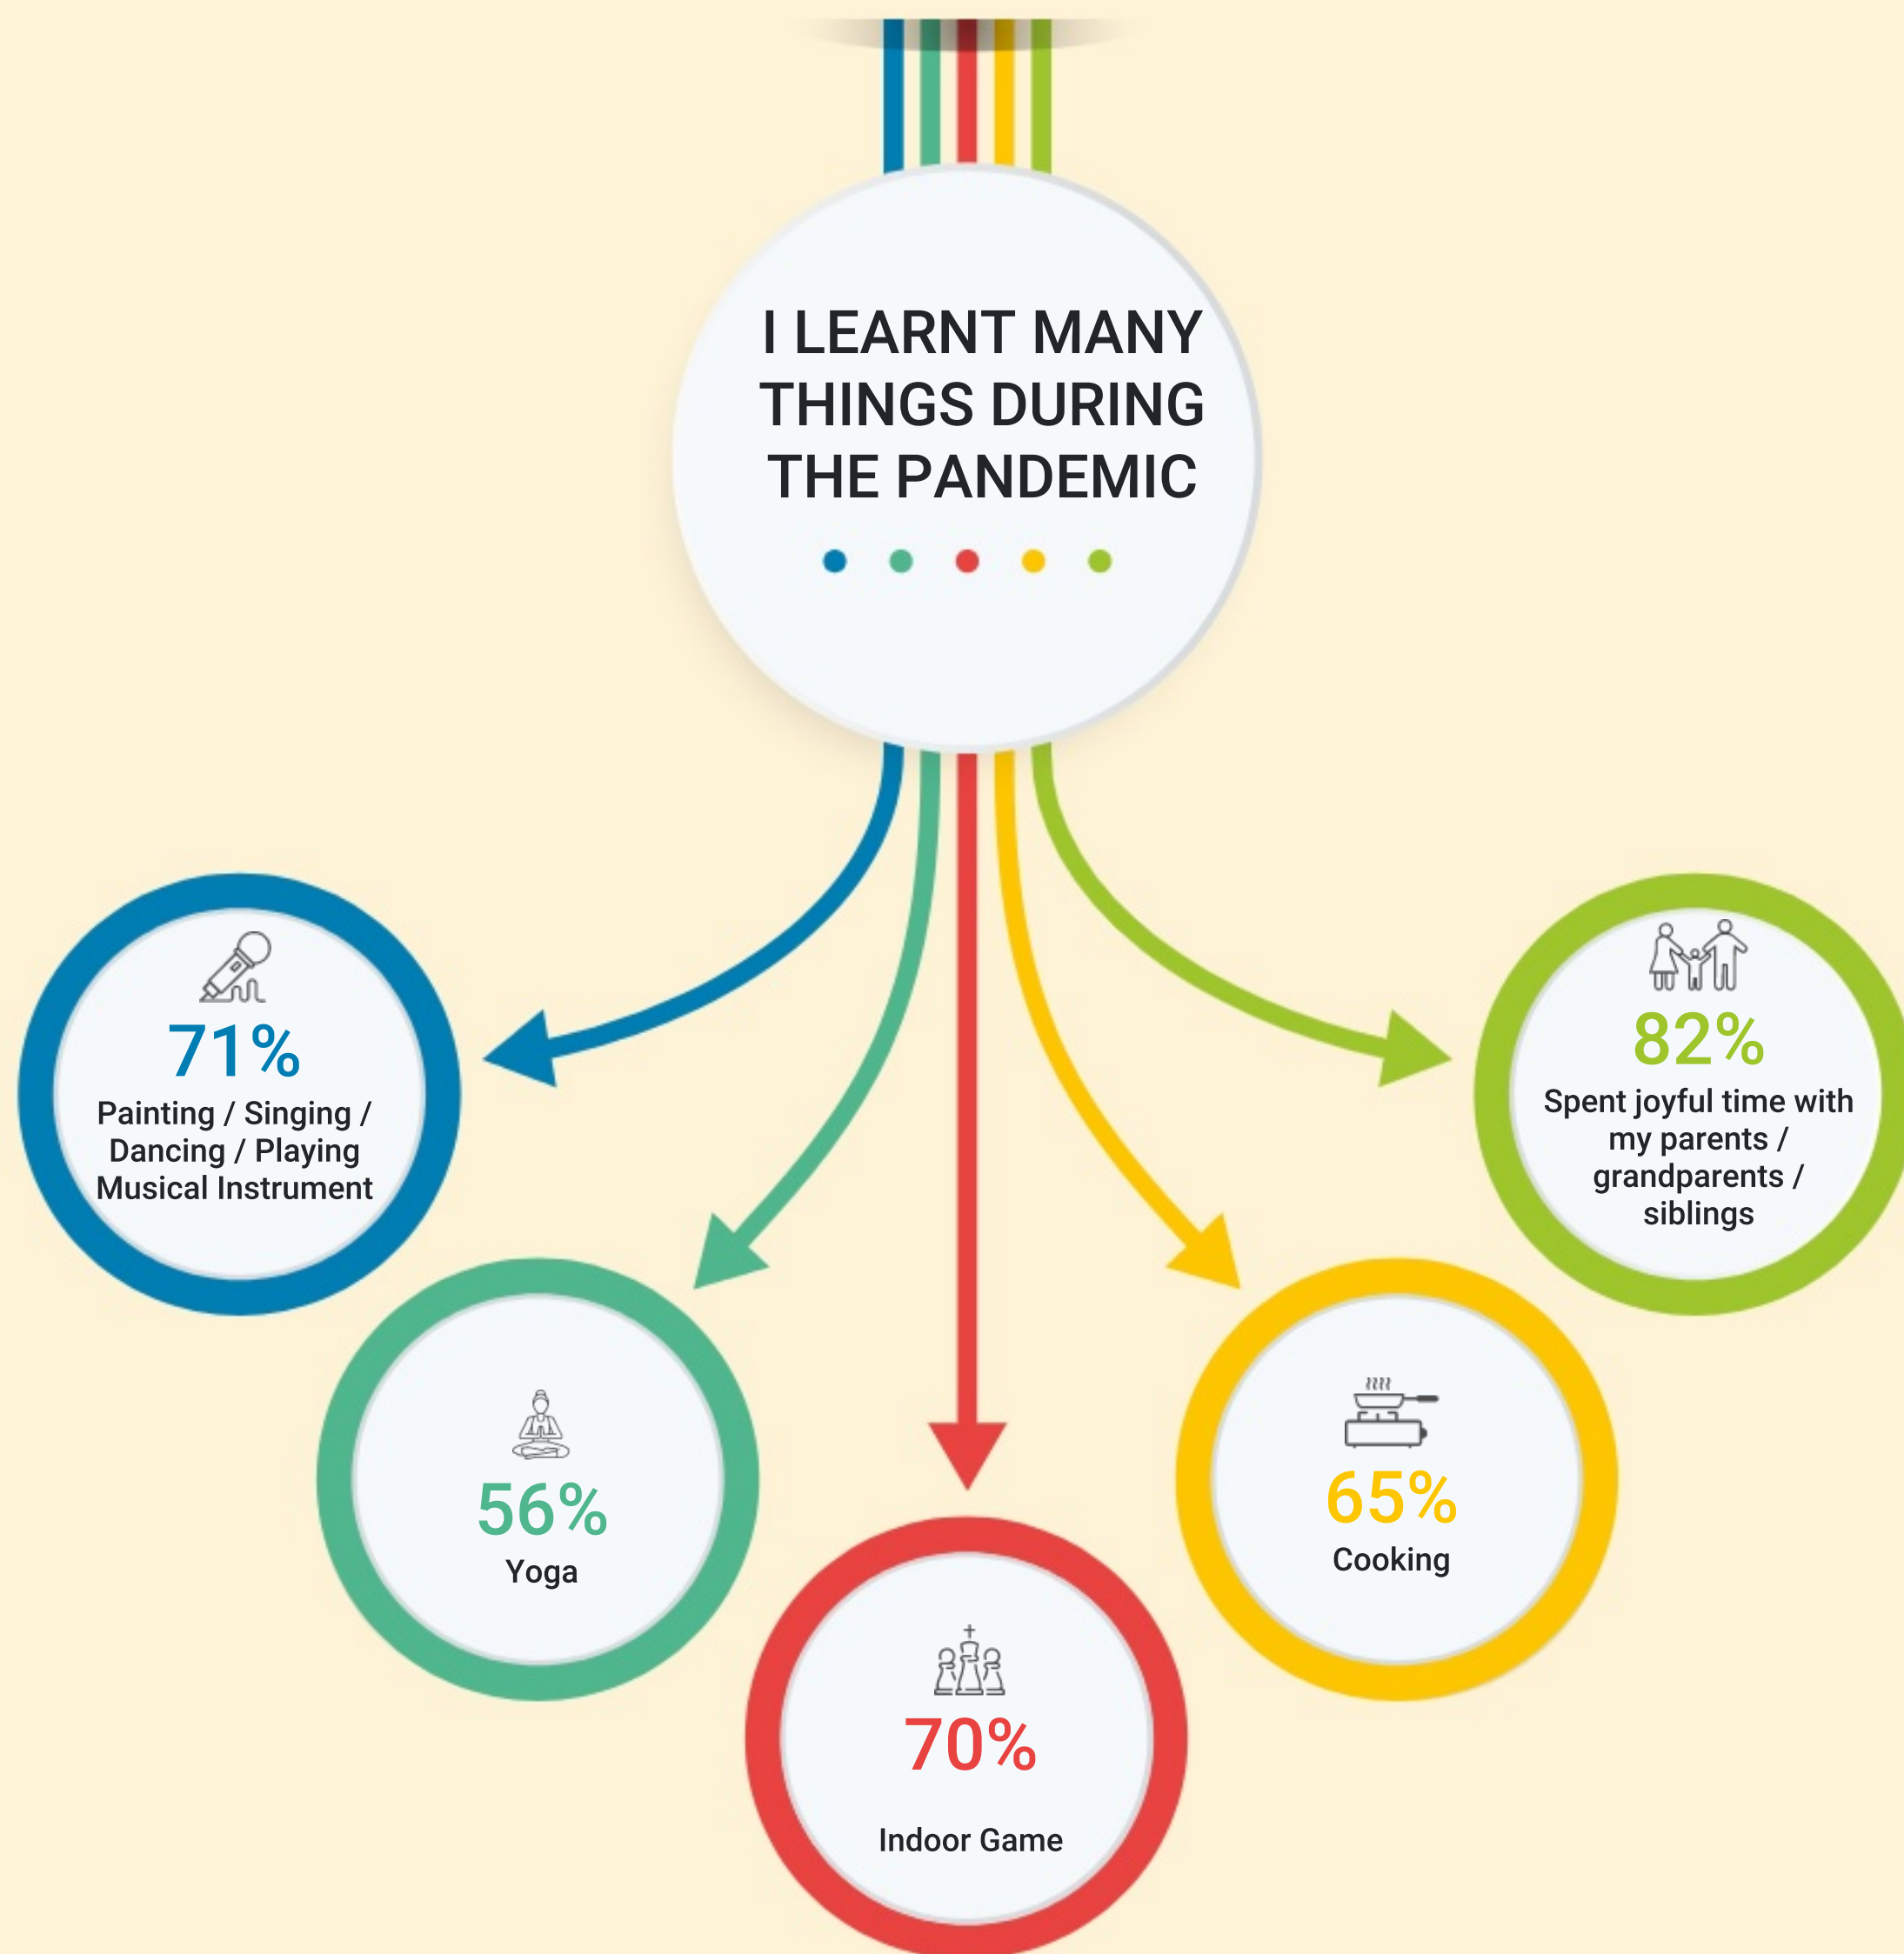 I LEARNT MANY
THINGS DURING
THE PANDEMIC
71%
Painting / Singing /
Dancing / Playing
Musical Instrument
56%
Yoga
70%
Indoor Game
65%
Cooking
82%
Spent joyful time with
my parents /
grandparents /
siblings